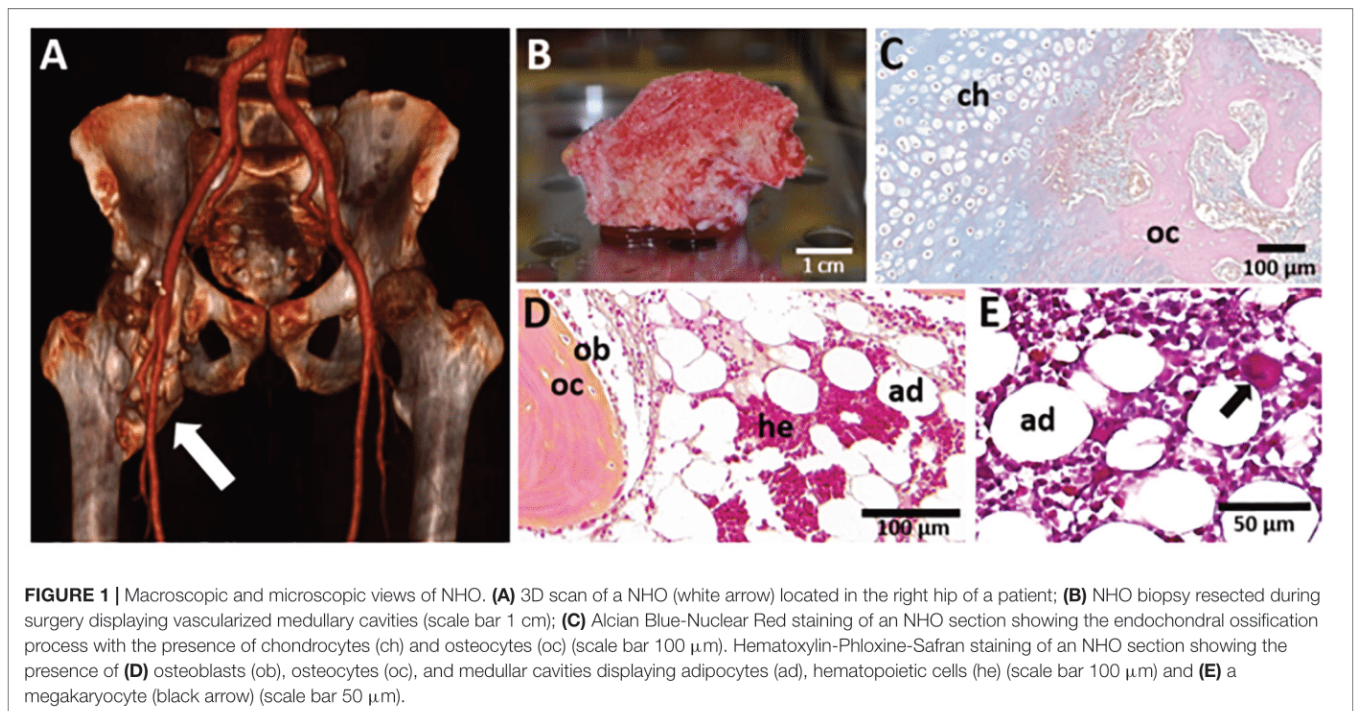 A
B
1 cm
C
ch
oc
100 µm
D
ob
oc
he
ad
100 µm
E
ad
50 µm
FIGURE 1 | Macroscopic and microscopic views of NHO. (A) 3D scan of a NHO (white arrow) located in the right hip of a patient; (B) NHO biopsy resected during
surgery displaying vascularized medullary cavities (scale bar 1 cm); (C) Alcian Blue-Nuclear Red staining of an NHO section showing the endochondral ossification
process with the presence of chondrocytes (ch) and osteocytes (oc) (scale bar 100 μm). Hematoxylin-Phloxine-Safran staining of an NHO section showing the
presence of (D) osteoblasts (ob), osteocytes (oc), and medullar cavities displaying adipocytes (ad), hematopoietic cells (he) (scale bar 100 μm) and (E) a
megakaryocyte (black arrow) (scale bar 50 μm).